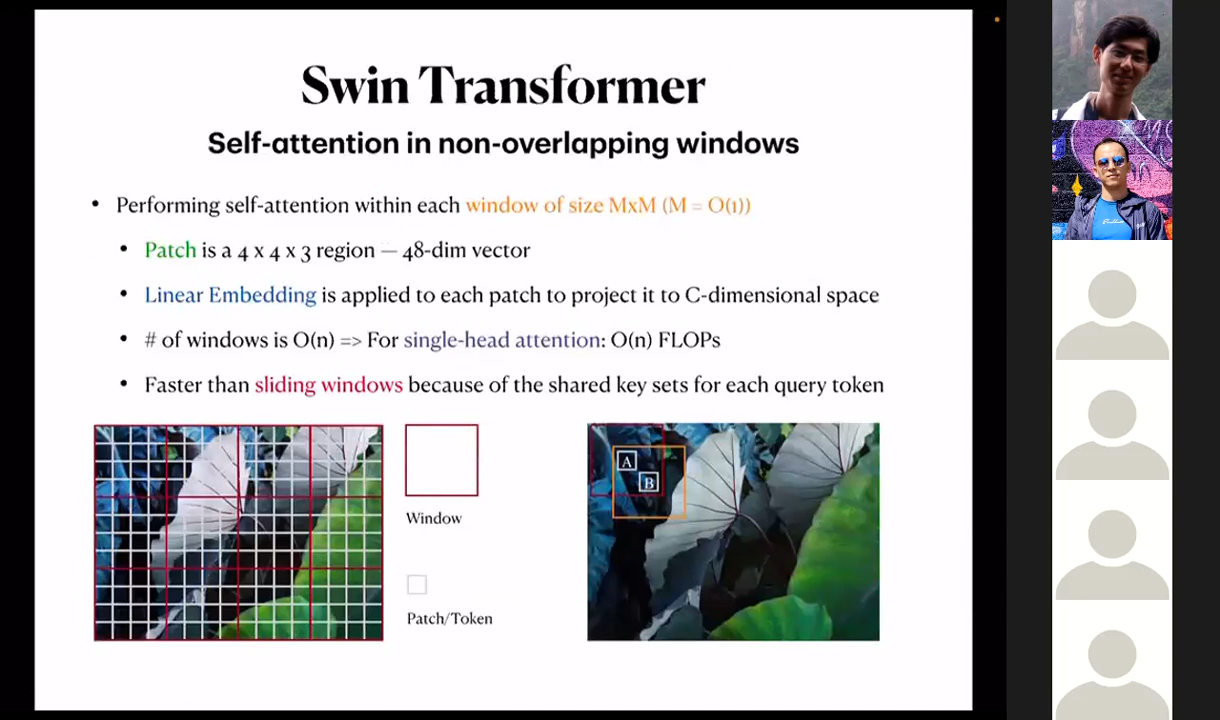 Swin Transformer
Self-attention in non-overlapping windows
• Performing self-attention within each window of size MxM (M = O(1))
• Patch is a 4 x 4 x 3 region — 48-dim vector
• Linear Embedding is applied to each patch to project it to C-dimensional space
• # of windows is O(n) => For single-head attention: O(n) FLOPs
• Faster than sliding windows because of the shared key sets for each query token
Window
Patch/Token
A
B